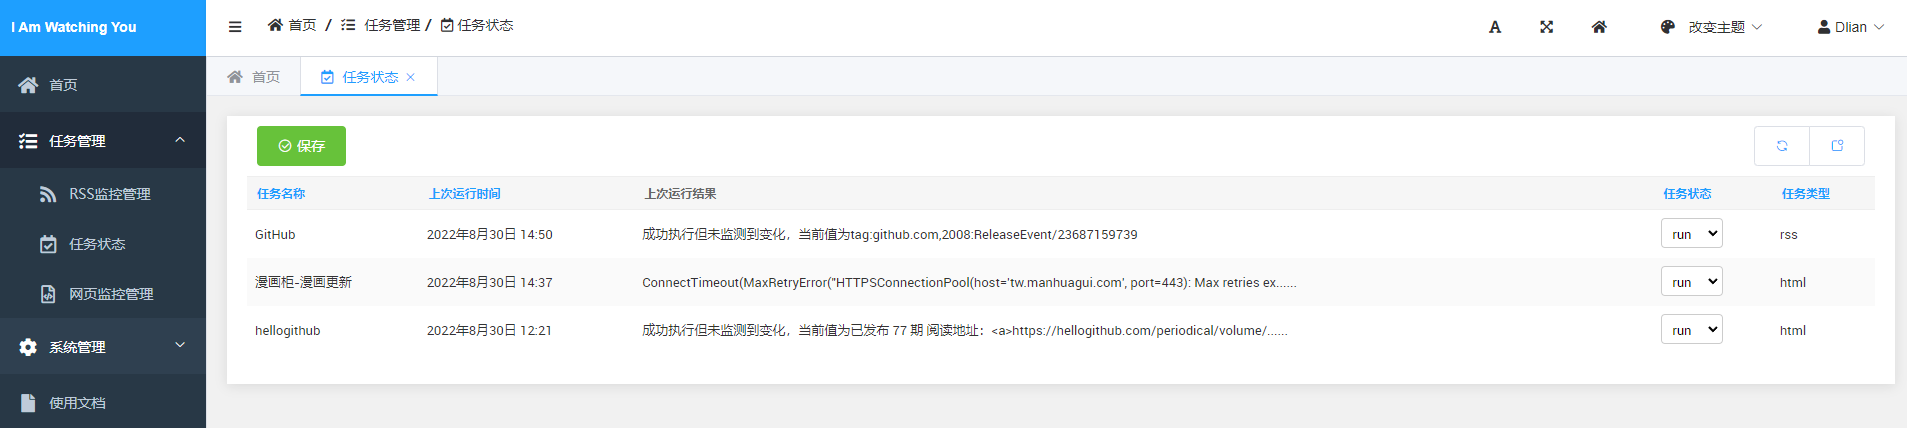 I Am Watching You
首页 / 任务管理 / 任务状态
改变主题
Dlian
首页
任务管理
RSS监控管理
任务状态
网页监控管理
系统管理
使用文档
首页 任务状态
保存
任务名称 上次运行时间 上次运行结果 任务状态 任务类型
GitHub 2022年8月30日 14:50 成功执行但未监测到变化，当前值为tag:github.com,2008:ReleaseEvent/23687159739 run rss
漫画柜-漫画更新 2022年8月30日 14:37 ConnectTimeout(MaxRetryError("HTTPSConnectionPool(host='tw.manhuagui.com', port=443): Max retries ex...... run html
hellogithub 2022年8月30日 12:21 成功执行但未监测到变化，当前值为已发布 77 期 阅读地址：<a>https://hellogithub.com/periodical/volume/...... run html